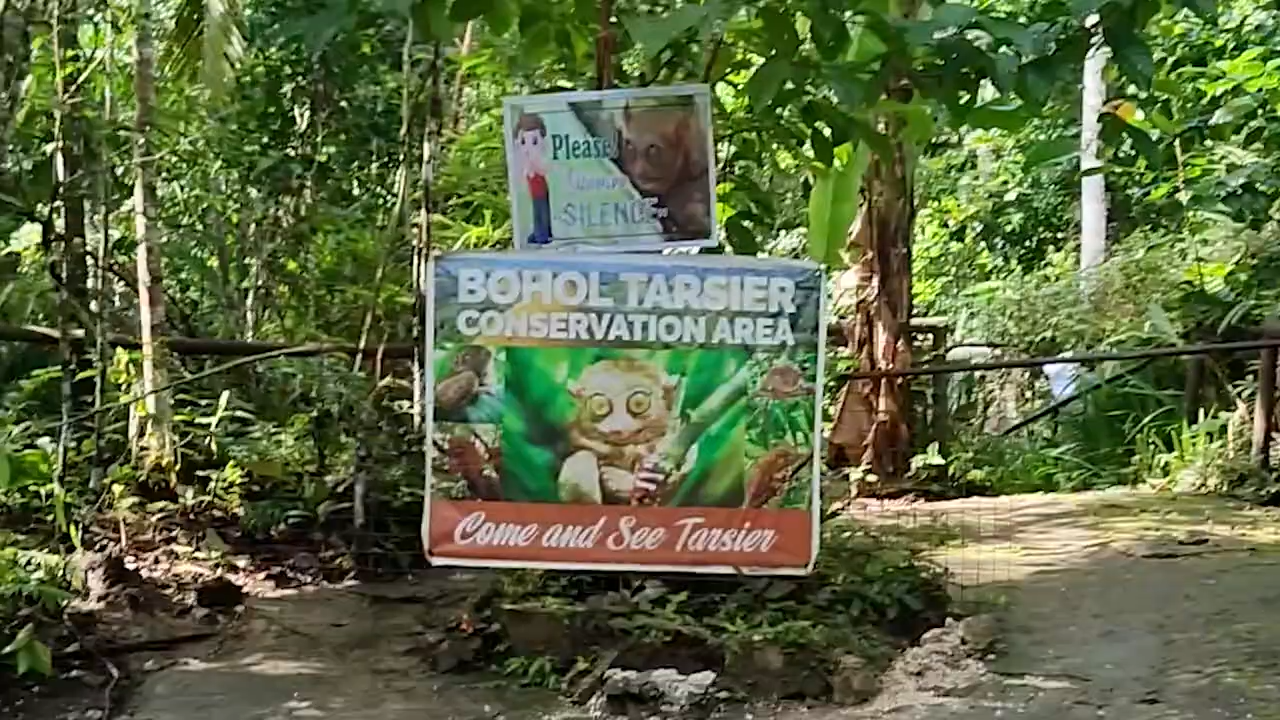 Please
SILENCE
BOHOL TARSIER
CONSERVATION AREA
Come and See Tarsier